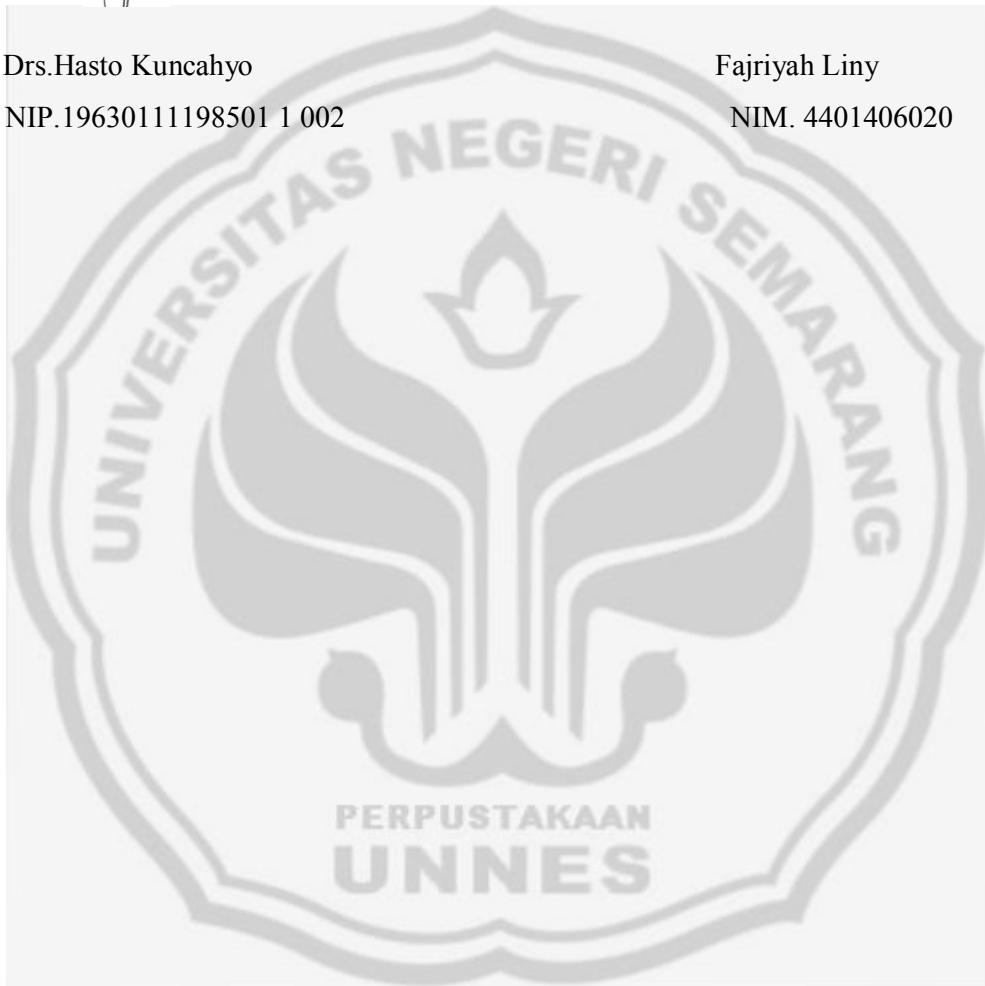 Drs.Hasto Kuncahyo Fajriyah Liny
NIP.19630111198501 1 002 NIM. 4401406020
UNIVERSITAS NEGERI SEMARANG
PERPUSTAKAAN
UNNES